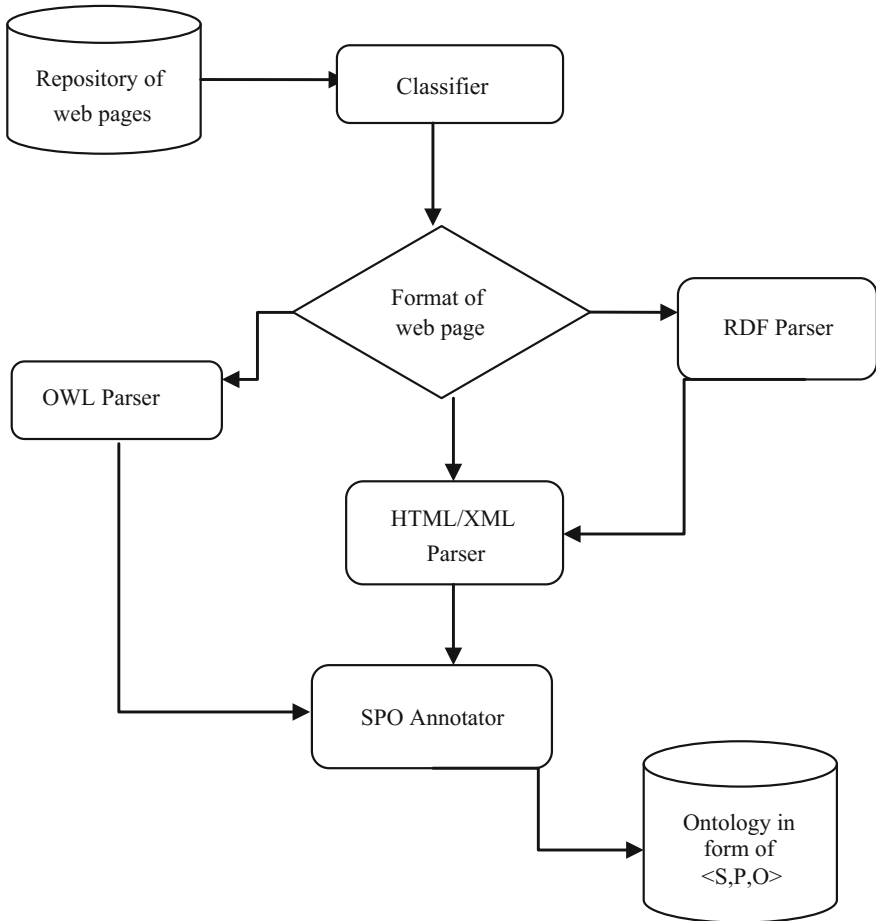 Repository of
web pages
Classifier
Format of
web page
RDF Parser
OWL Parser
HTML/XML
Parser
SPO Annotator
Ontology in
form of
<S,P,O>